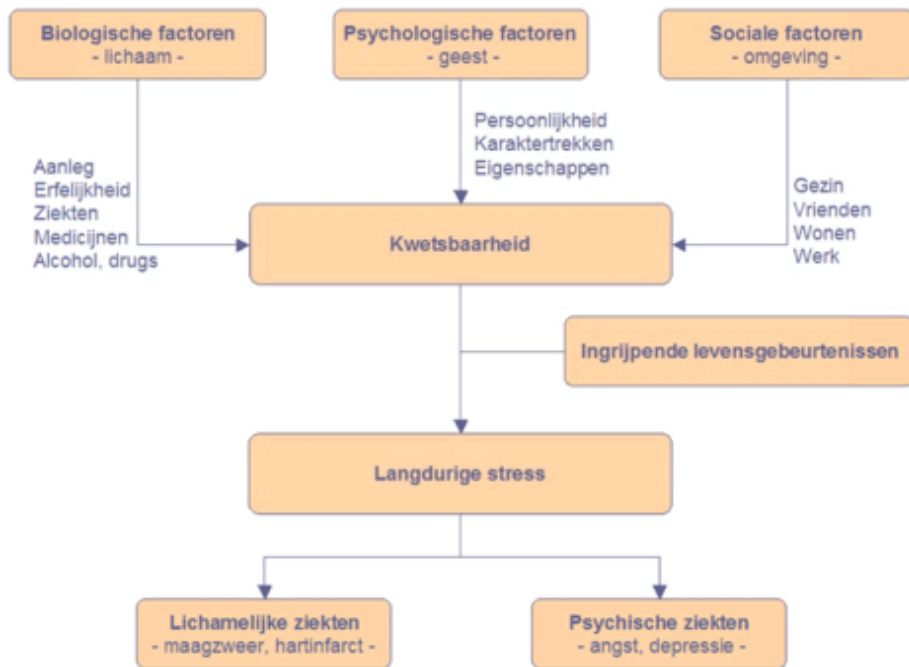 Biologische factoren
- lichaam -
Psychologische factoren
- geest -
Sociale factoren
- omgeving -
Aanleg
Erfelijkheid
Ziekten
Medicijnen
Alcohol, drugs
Persoonlijkheid
Karaktertrekken
Eigenschappen
Gezin
Vrienden
Wonen
Werk
Kwetsbaarheid
Ingrijpende levensgebeurtenissen
Langdurige stress
Lichamelijke ziekten
- maagzweer, hartinfarct -
Psychische ziekten
- angst, depressie -